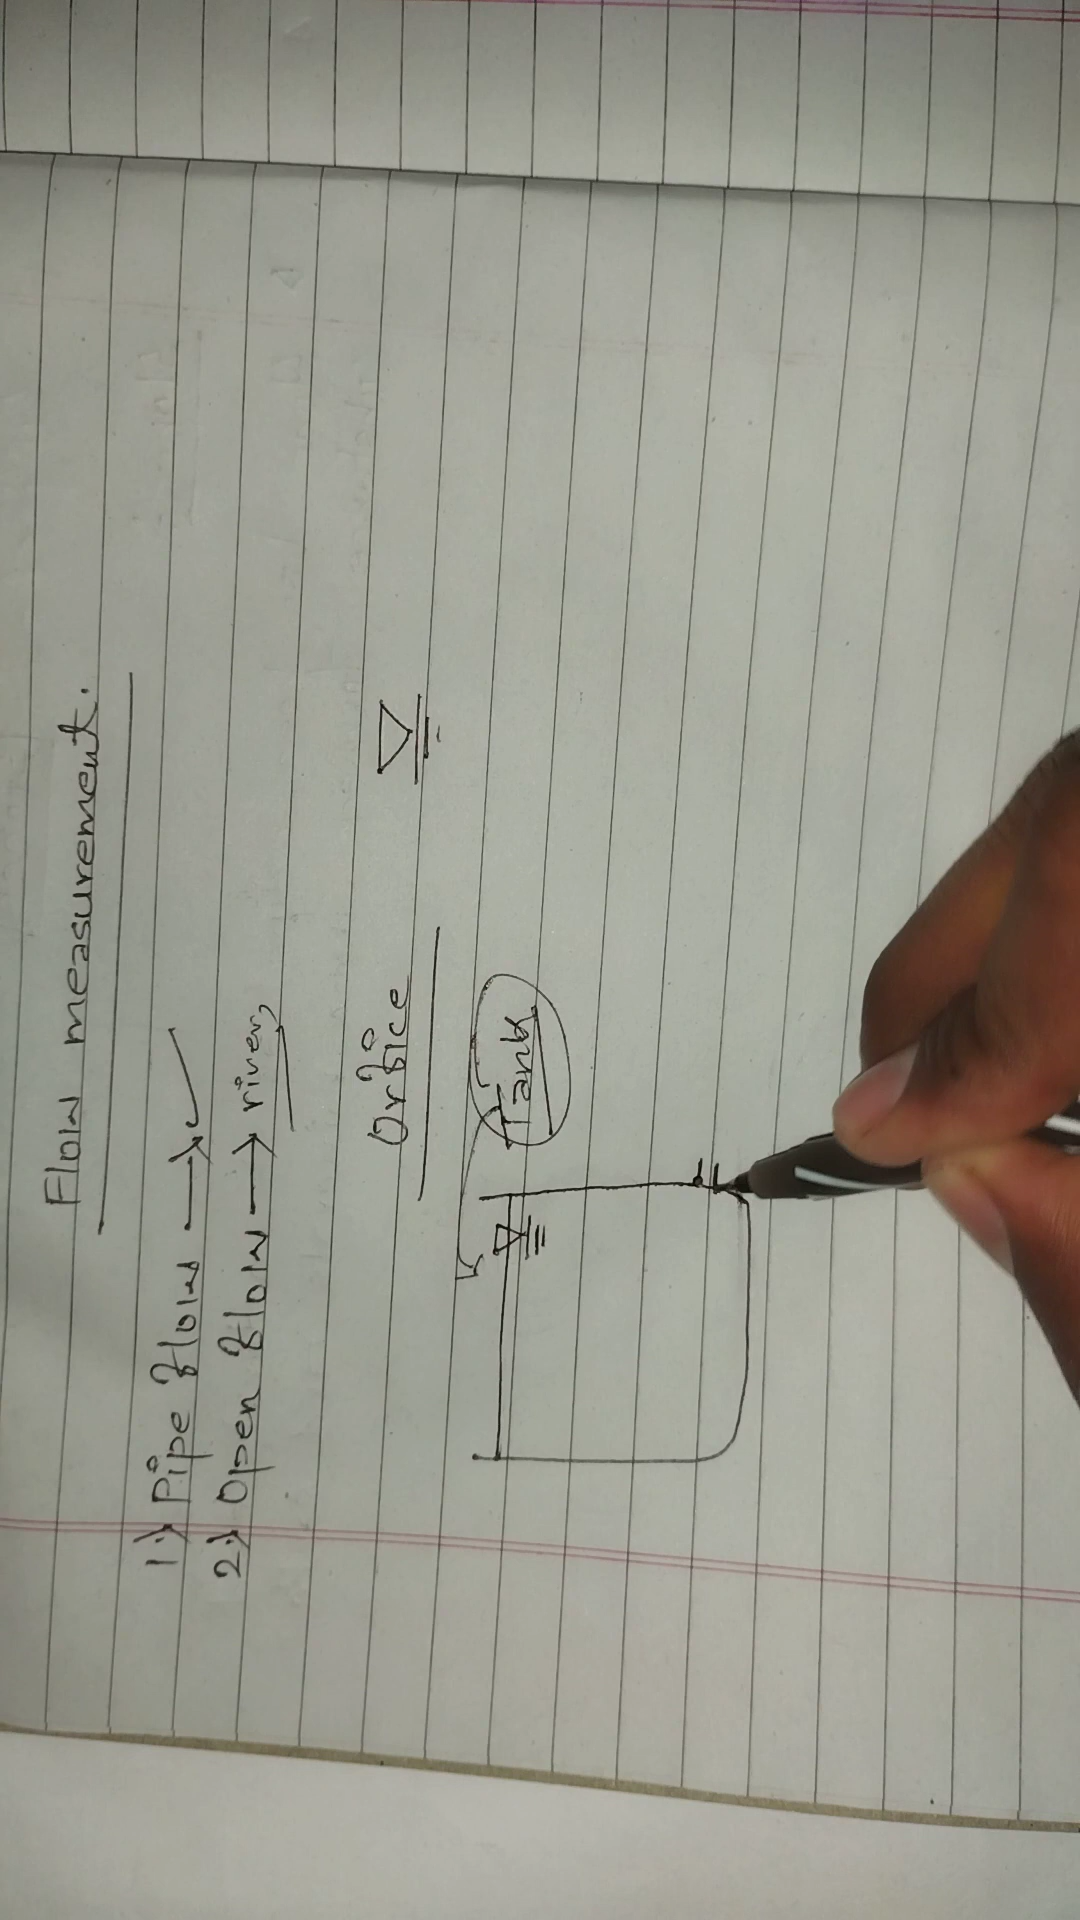 Flow measurement.
1) Pipe flow →
2) Open flow → river,
Orifice
Tank